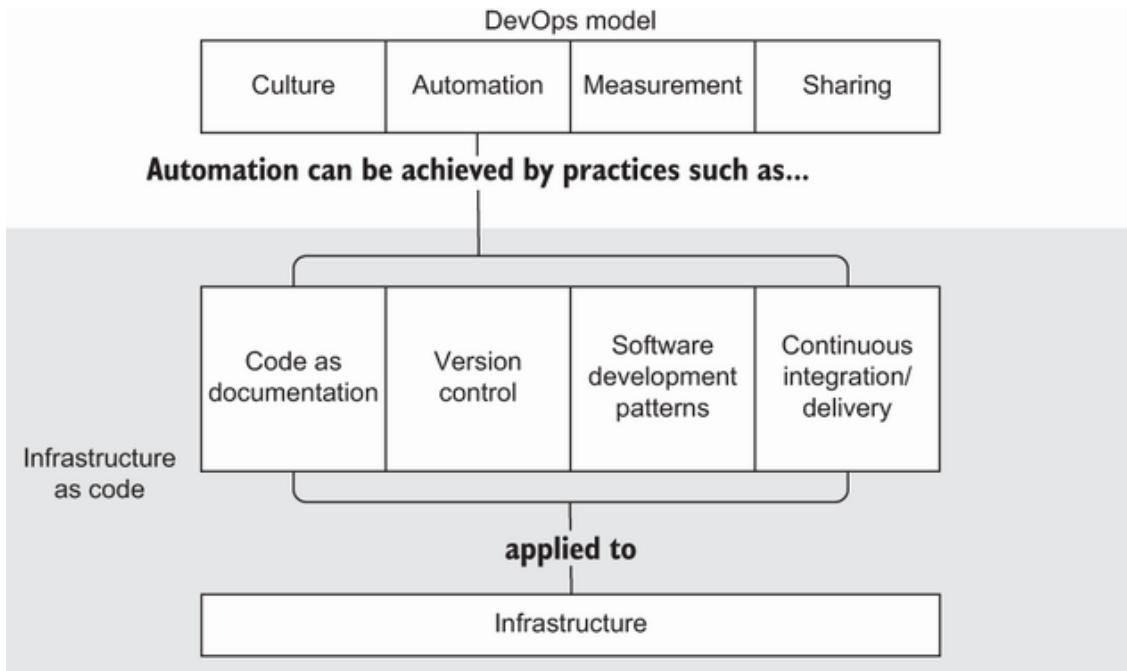 DevOps model
Culture
Automation
Measurement
Sharing
Automation can be achieved by practices such as...
Code as
documentation
Version
control
Software
development
patterns
Continuous
integration/
delivery
Infrastructure
as code
applied to
Infrastructure